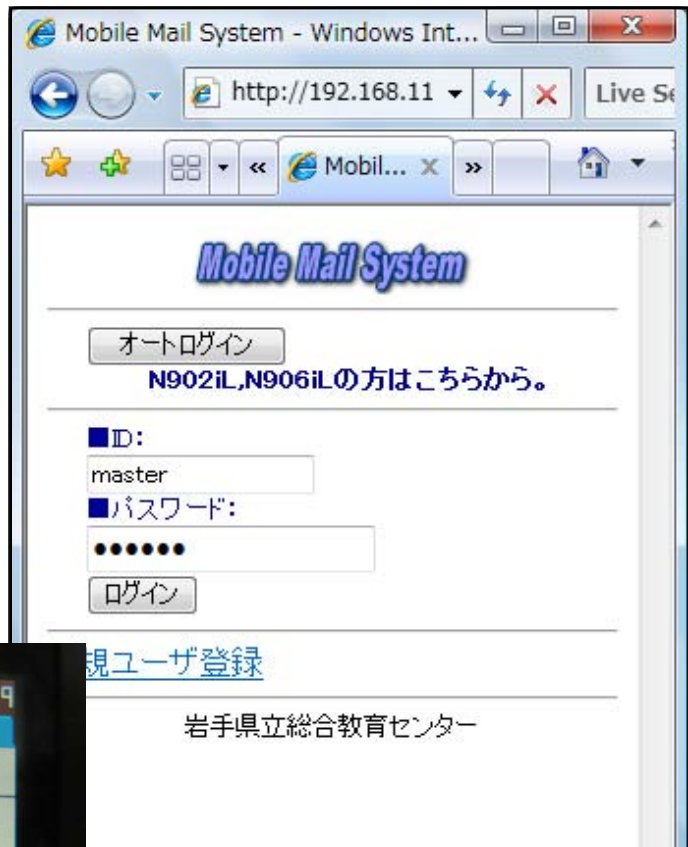 Mobile Mail System - Windows Int...
http://192.168.11
Live Se
Mobil...
Mobile Mail System
オートログイン
N902iL,N906iLの方はこちらから。
■ID:
master
■パスワード:
●●●●●●
ログイン
規ユーザ登録
岩手県立総合教育センター